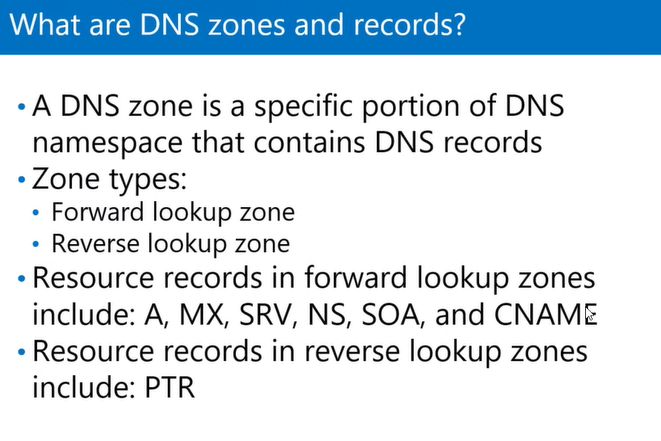 What are DNS zones and records?
• A DNS zone is a specific portion of DNS
namespace that contains DNS records
• Zone types:
• Forward lookup zone
• Reverse lookup zone
• Resource records in forward lookup zones
include: A, MX, SRV, NS, SOA, and CNAME
• Resource records in reverse lookup zones
include: PTR